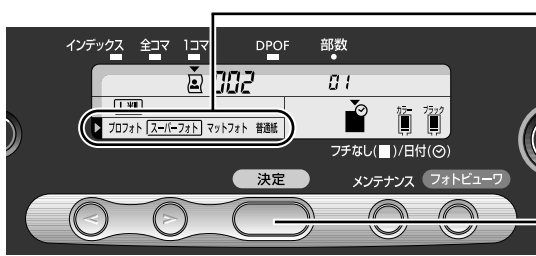 インデックス 全コマ 1コマ DPOF 部数
002 01
L判
プロフォト スーパーフォト マットフォト 普通紙
カラー ブラック
フチなし(■)/日付(🕘)
決定 メンテナンス フォトビューワ
< >